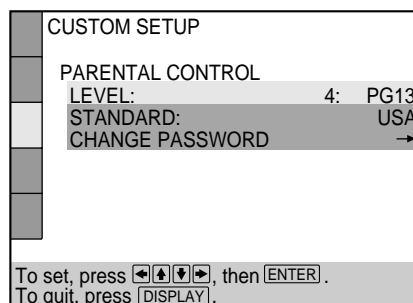 CUSTOM SETUP
PARENTAL CONTROL
LEVEL: 4: PG13
STANDARD: USA
CHANGE PASSWORD →
To set, press ←↑↓→, then ENTER.
To quit, press DISPLAY.